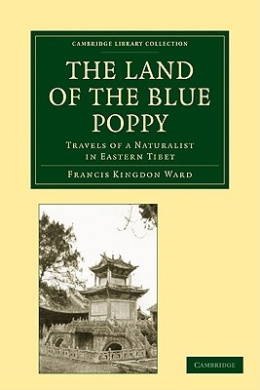 CAMBRIDGE LIBRARY COLLECTION
THE LAND
OF THE BLUE
POPPY
Travels of a Naturalist
in Eastern Tibet
Francis Kingdon Ward
CAMBRIDGE